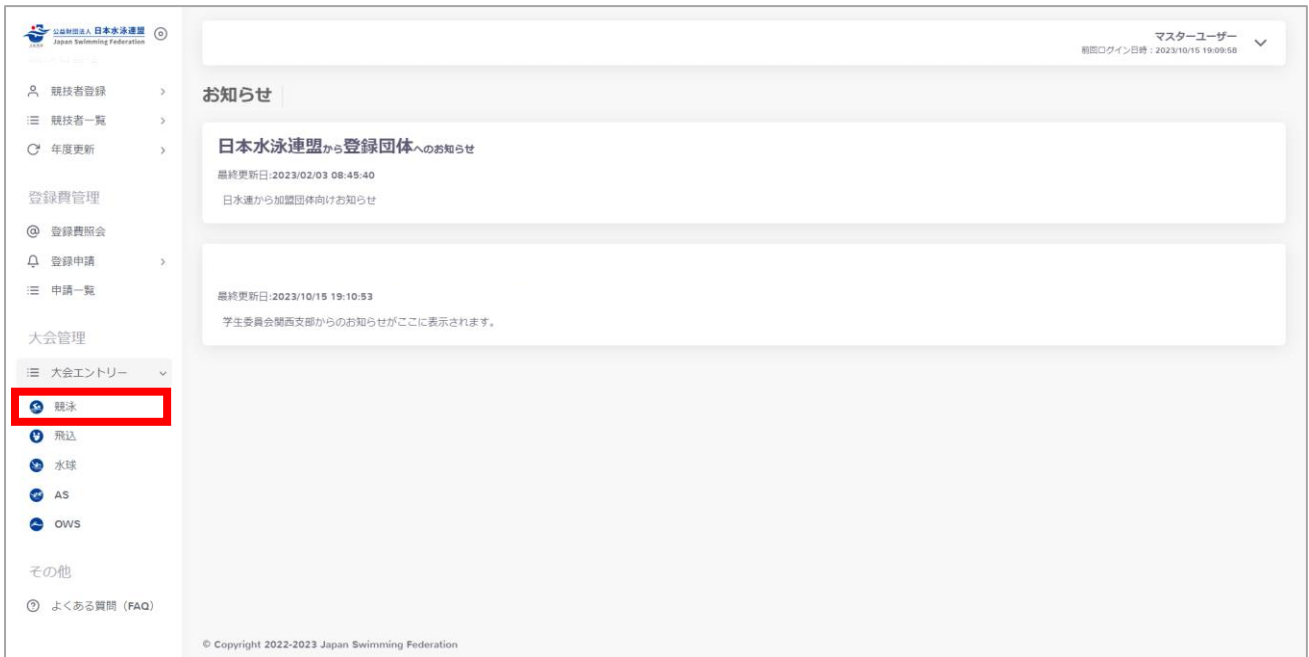 公益財団法人 日本水泳連盟
Japan Swimming Federation
マスターユーザー
前回ログイン日時：2023/10/15 19:09:58
競技者登録
競技者一覧
年度更新
登録費管理
登録費照会
登録申請
申請一覧
大会管理
大会エントリー
競泳
飛込
水球
AS
OWS
その他
よくある質問（FAQ）
お知らせ
日本水泳連盟から登録団体へのお知らせ
最終更新日:2023/02/03 08:45:40
日水連から加盟団体向けお知らせ
最終更新日:2023/10/15 19:10:53
学生委員会関西支部からのお知らせがここに表示されます。
© Copyright 2022-2023 Japan Swimming Federation